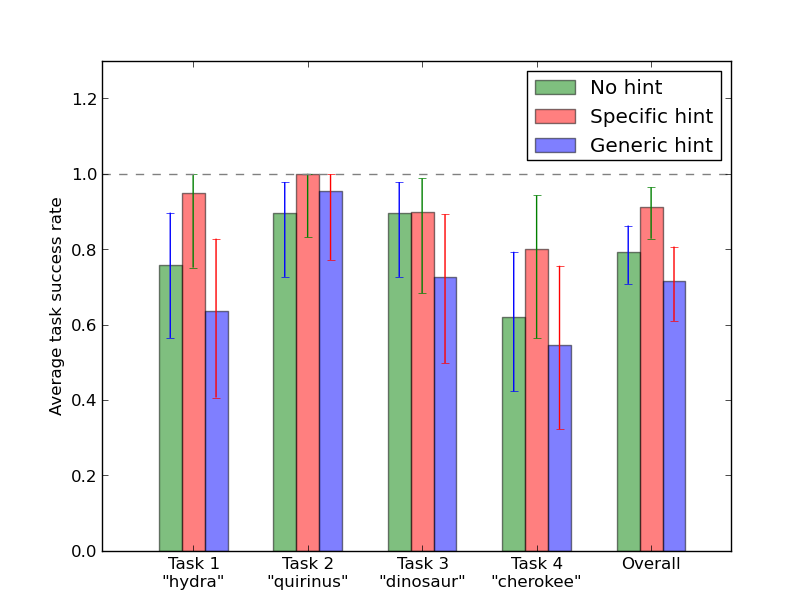 No hint
Specific hint
Generic hint
Average task success rate
1.2
1.0
0.8
0.6
0.4
0.2
0.0
Task 1
"hydra"
Task 2
"quirinus"
Task 3
"dinosaur"
Task 4
"cherokee"
Overall